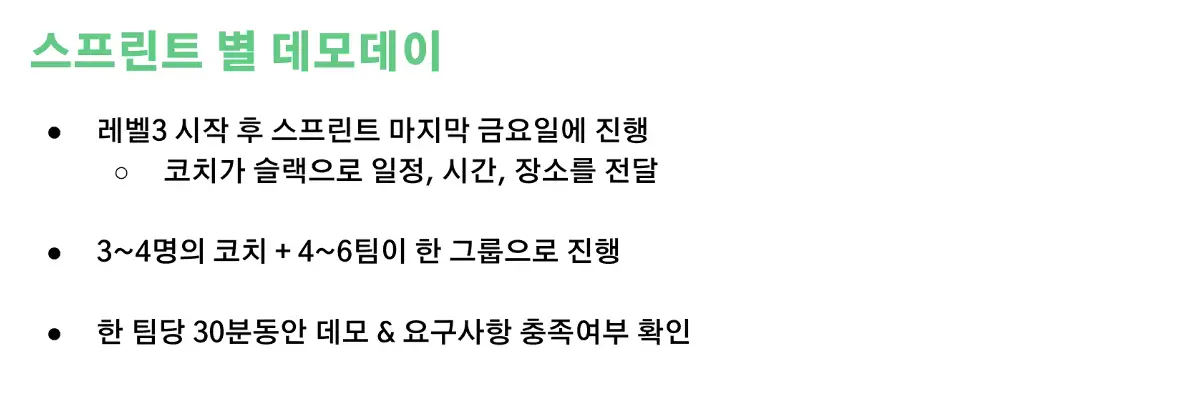 스프린트 별 데모데이
● 레벨3 시작 후 스프린트 마지막 금요일에 진행
○ 코치가 슬랙으로 일정, 시간, 장소를 전달
● 3~4명의 코치 + 4~6팀이 한 그룹으로 진행
● 한 팀당 30분동안 데모 & 요구사항 충족여부 확인